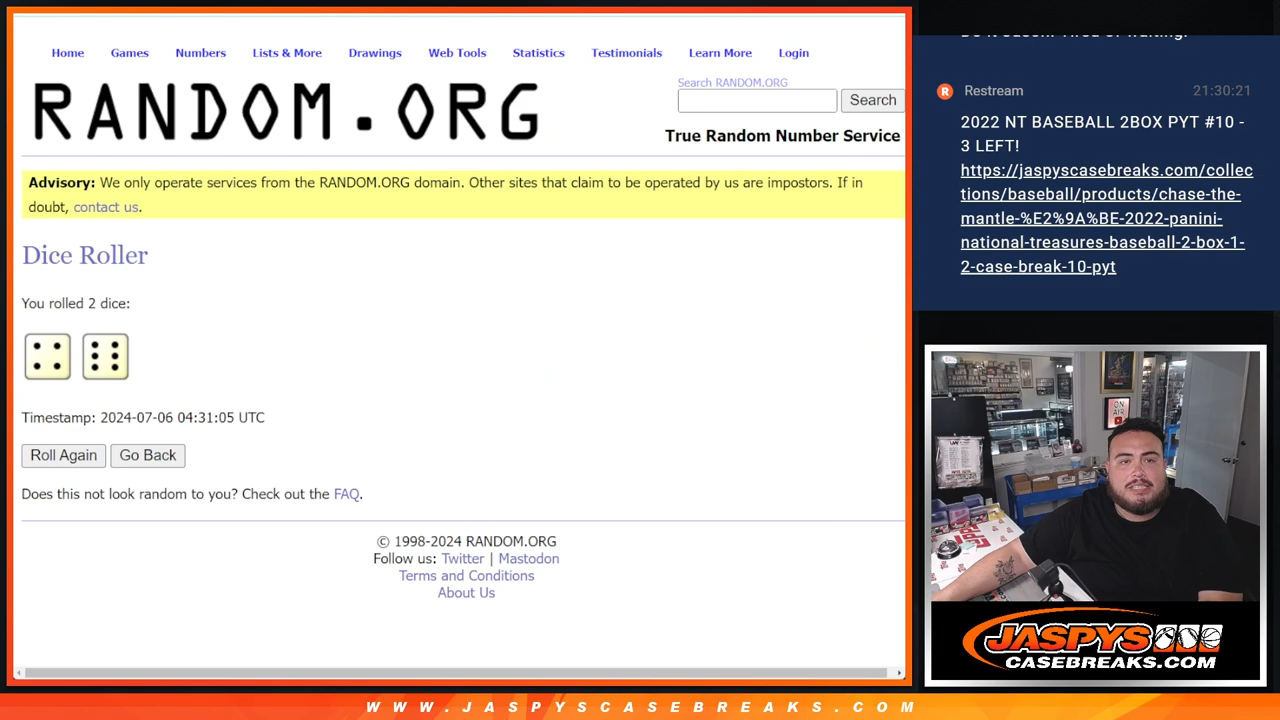 Home Games Numbers Lists & More Drawings Web Tools Statistics Testimonials Learn More Login
RANDOM.ORG
Search RANDOM.ORG
Search
True Random Number Service
Advisory: We only operate services from the RANDOM.ORG domain. Other sites that claim to be operated by us are impostors. If in
doubt, contact us.
Dice Roller
You rolled 2 dice:
Timestamp: 2024-07-06 04:31:05 UTC
Roll Again Go Back
Does this not look random to you? Check out the FAQ.
© 1998-2024 RANDOM.ORG
Follow us: Twitter | Mastodon
Terms and Conditions
About Us
Restream 21:30:21
2022 NT BASEBALL 2BOX PYT #10 -
3 LEFT!
https://jaspyscasebreaks.com/collec
tions/baseball/products/chase-the-
mantle-%E2%9A%BE-2022-panini-
national-treasures-baseball-2-box-1-
2-case-break-10-pyt
ON
AIR
JASPYS
CASEBREAKS.COM
WWW.JASPYSCASEBREAKS.COM